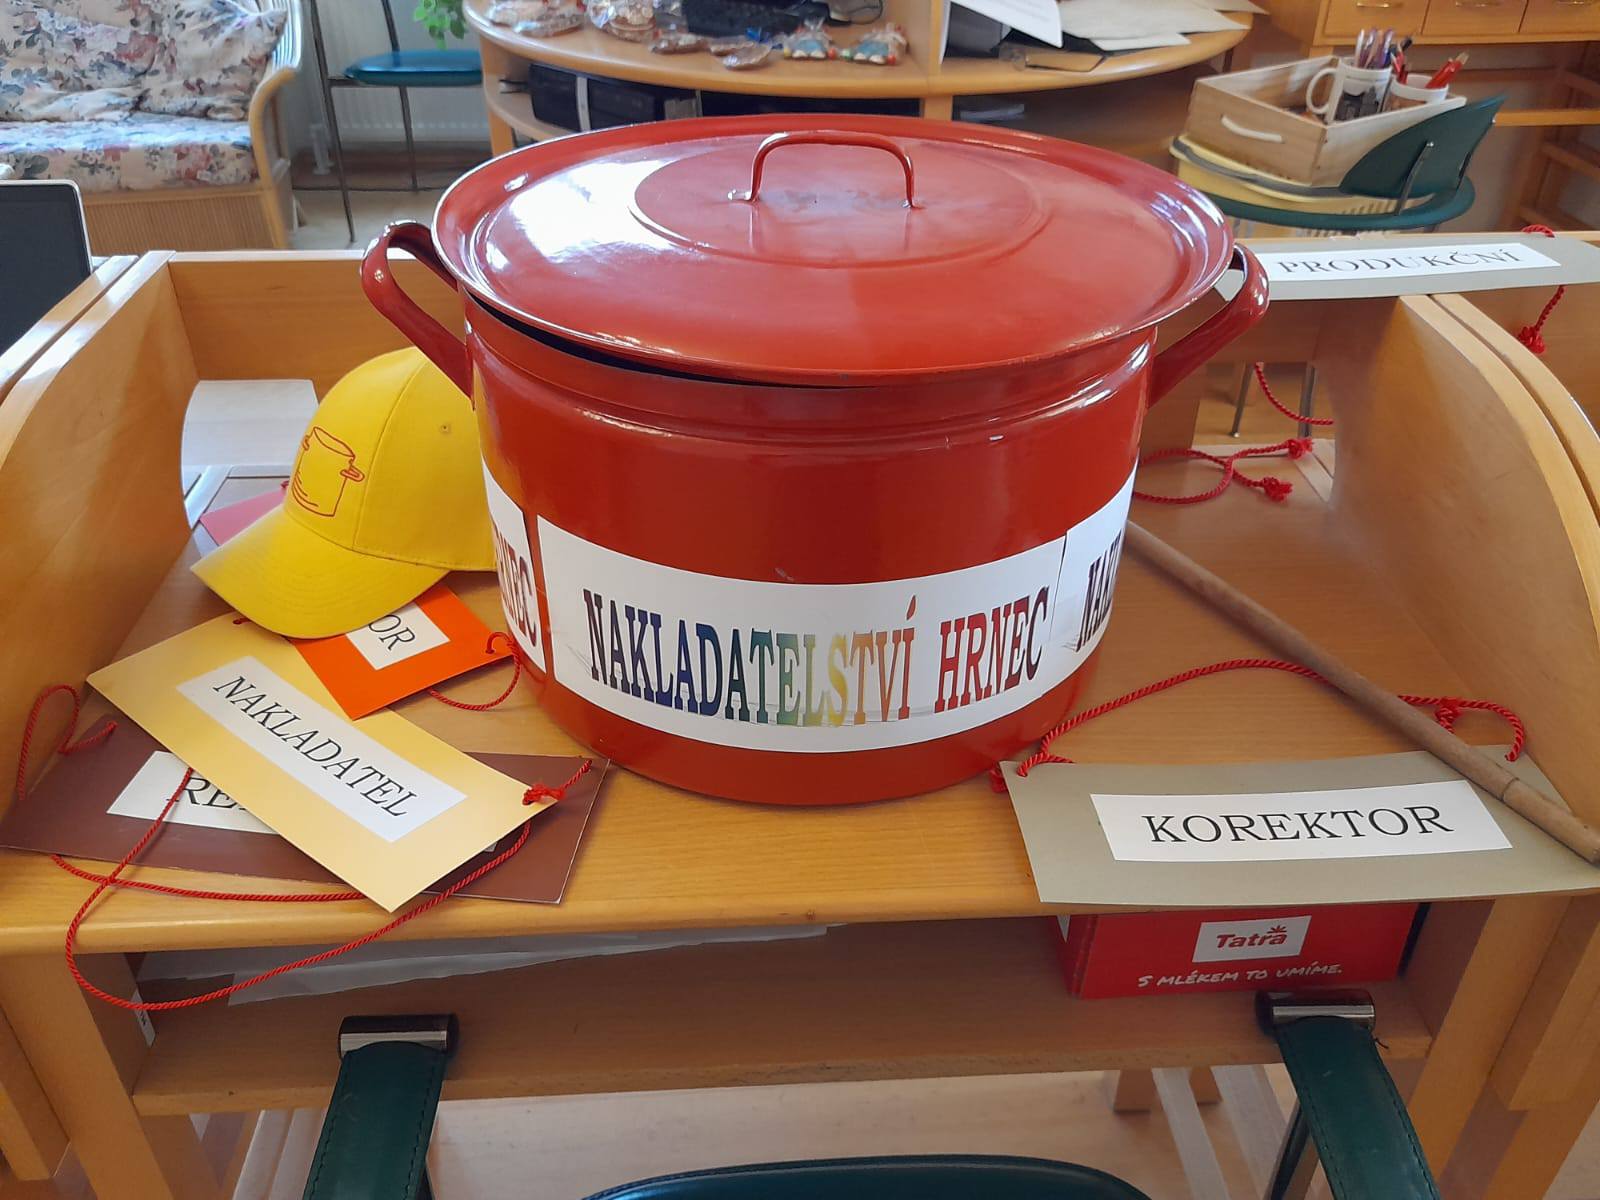 PRODUKČNÍ
NAKLADATELSTVÍ HRNEC
NAKLADATEL
KOREKTOR
Tatra
S MLÉKEM TO UMÍME.